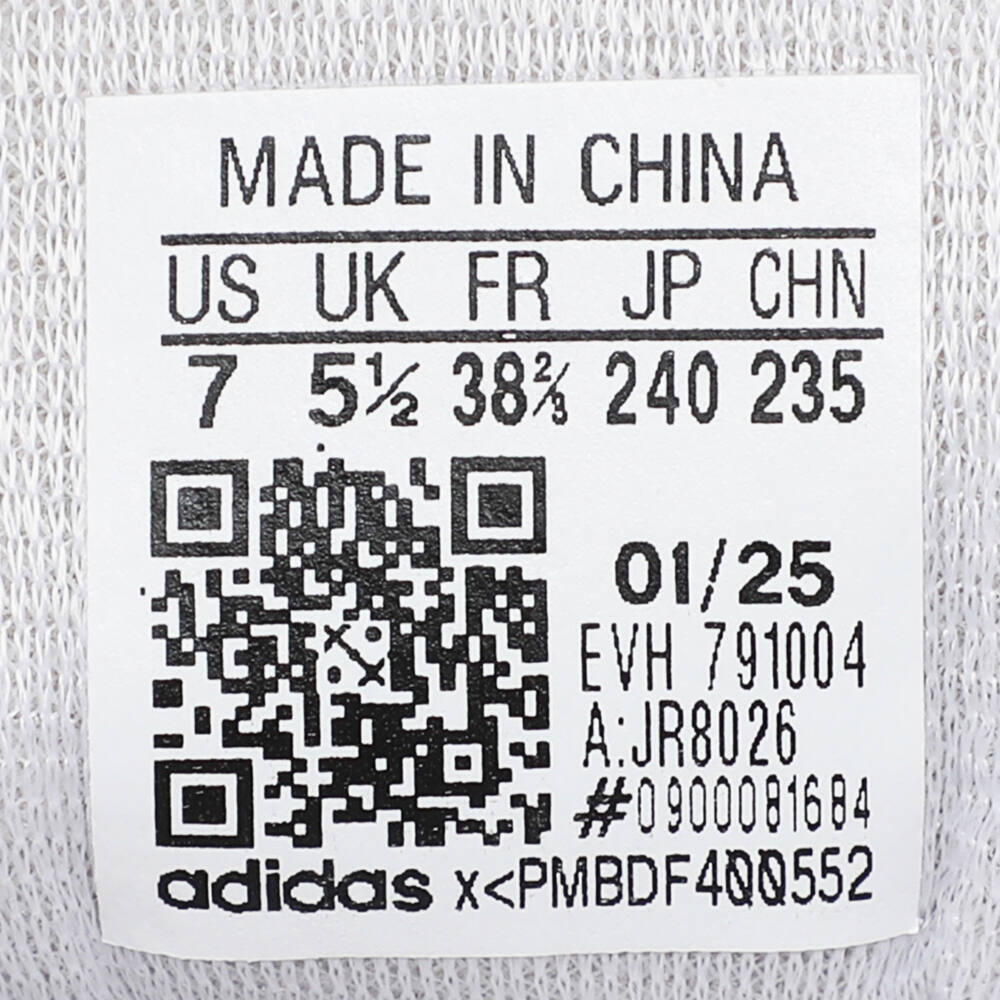 MADE IN CHINA
US UK FR JP CHN
7 5½ 38⅔ 240 235
01/25
EVH 791004
A:JR8026
#0900081684
adidas x<PMBDF400552